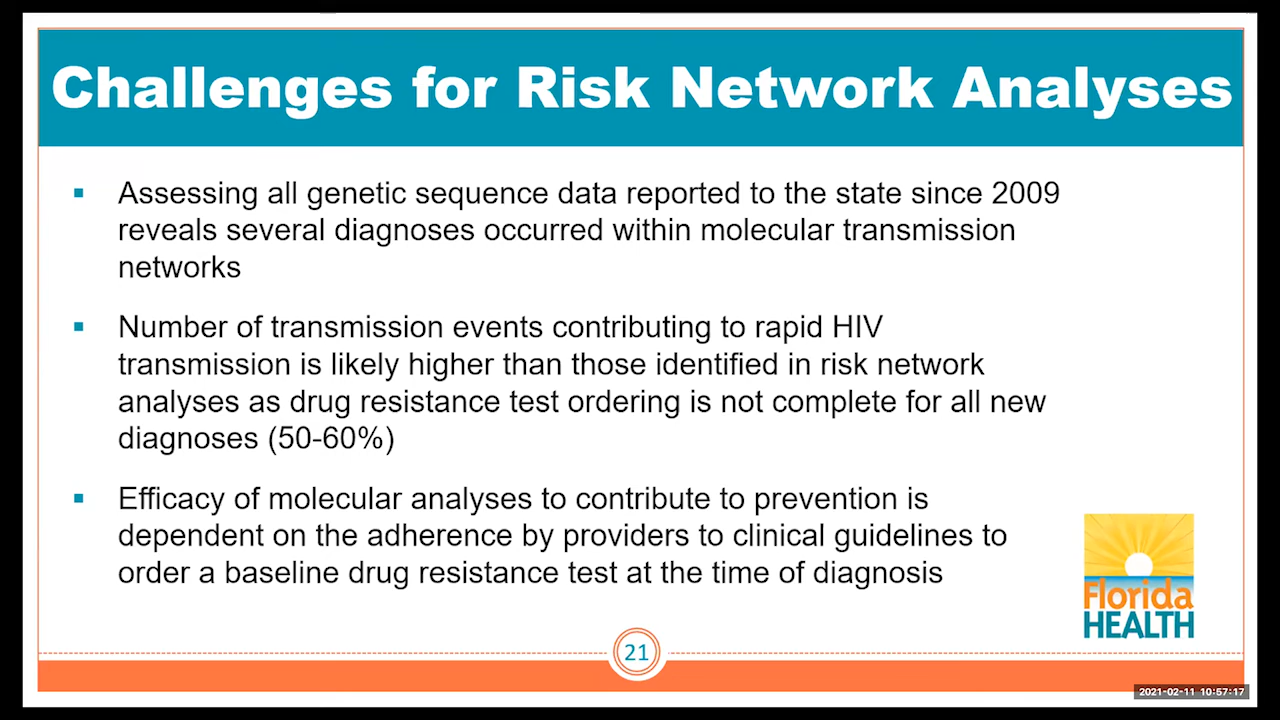 Challenges for Risk Network Analyses
Assessing all genetic sequence data reported to the state since 2009
reveals several diagnoses occurred within molecular transmission
networks
Number of transmission events contributing to rapid HIV
transmission is likely higher than those identified in risk network
analyses as drug resistance test ordering is not complete for all new
diagnoses (50-60%)
Efficacy of molecular analyses to contribute to prevention is
dependent on the adherence by providers to clinical guidelines to
order a baseline drug resistance test at the time of diagnosis
Florida
HEALTH
21
2021-02-11 10:57:17